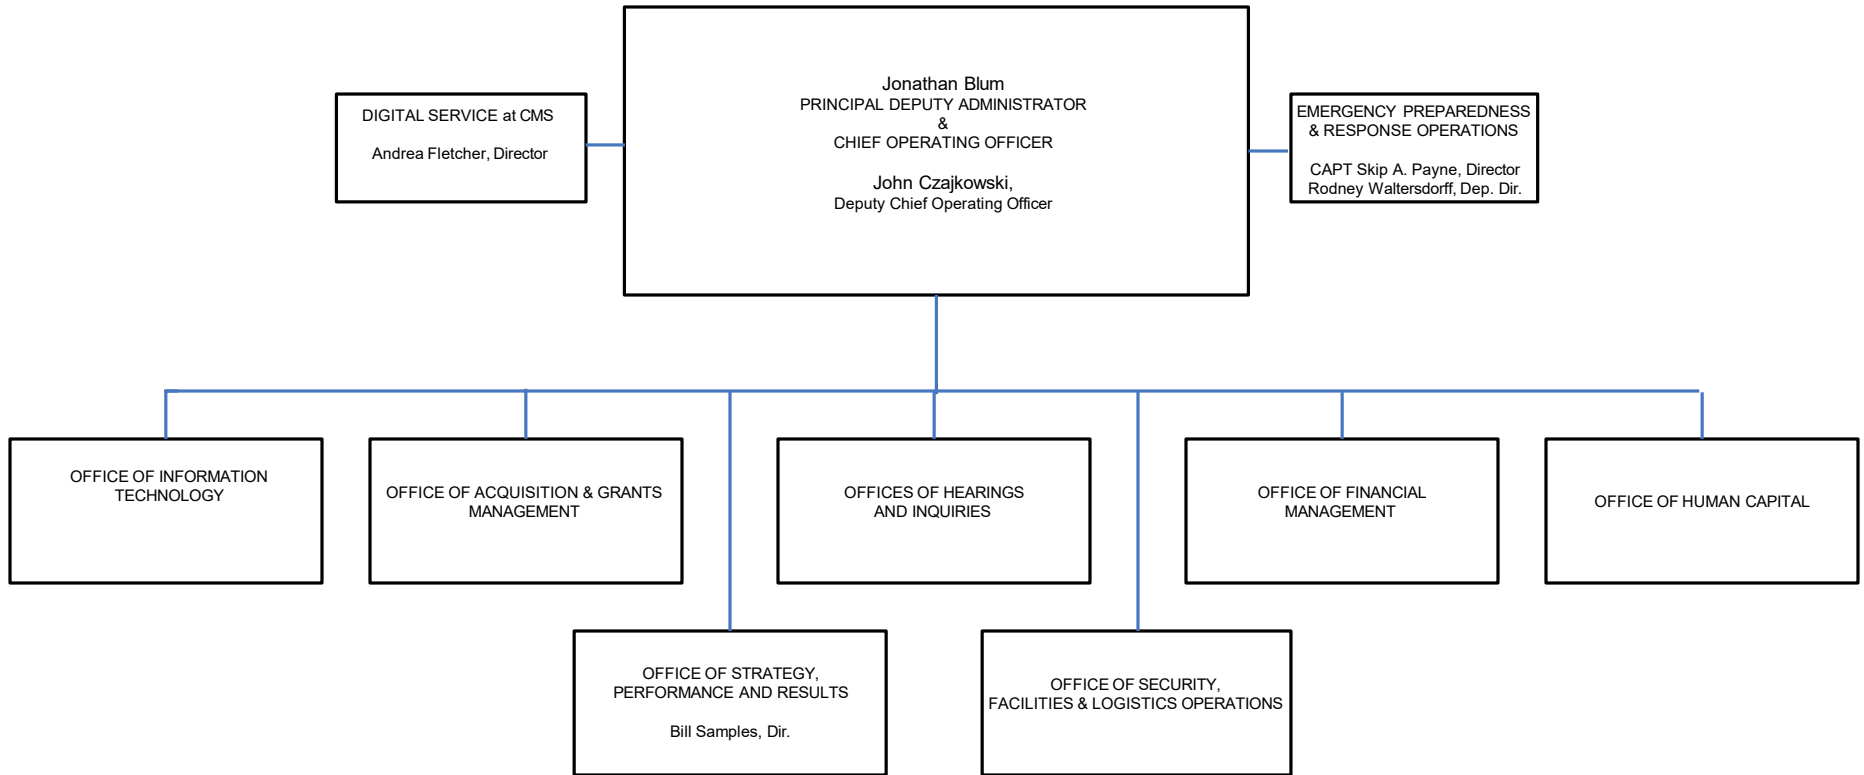 Jonathan Blum
PRINCIPAL DEPUTY ADMINISTRATOR
&
CHIEF OPERATING OFFICER
John Czajkowski,
Deputy Chief Operating Officer
DIGITAL SERVICE at CMS
Andrea Fletcher, Director
EMERGENCY PREPAREDNESS
& RESPONSE OPERATIONS
CAPT Skip A. Payne, Director
Rodney Waltersdorff, Dep. Dir.
OFFICE OF INFORMATION
TECHNOLOGY
OFFICE OF ACQUISITION & GRANTS
MANAGEMENT
OFFICES OF HEARINGS
AND INQUIRIES
OFFICE OF FINANCIAL
MANAGEMENT
OFFICE OF HUMAN CAPITAL
OFFICE OF STRATEGY,
PERFORMANCE AND RESULTS
Bill Samples, Dir.
OFFICE OF SECURITY,
FACILITIES & LOGISTICS OPERATIONS